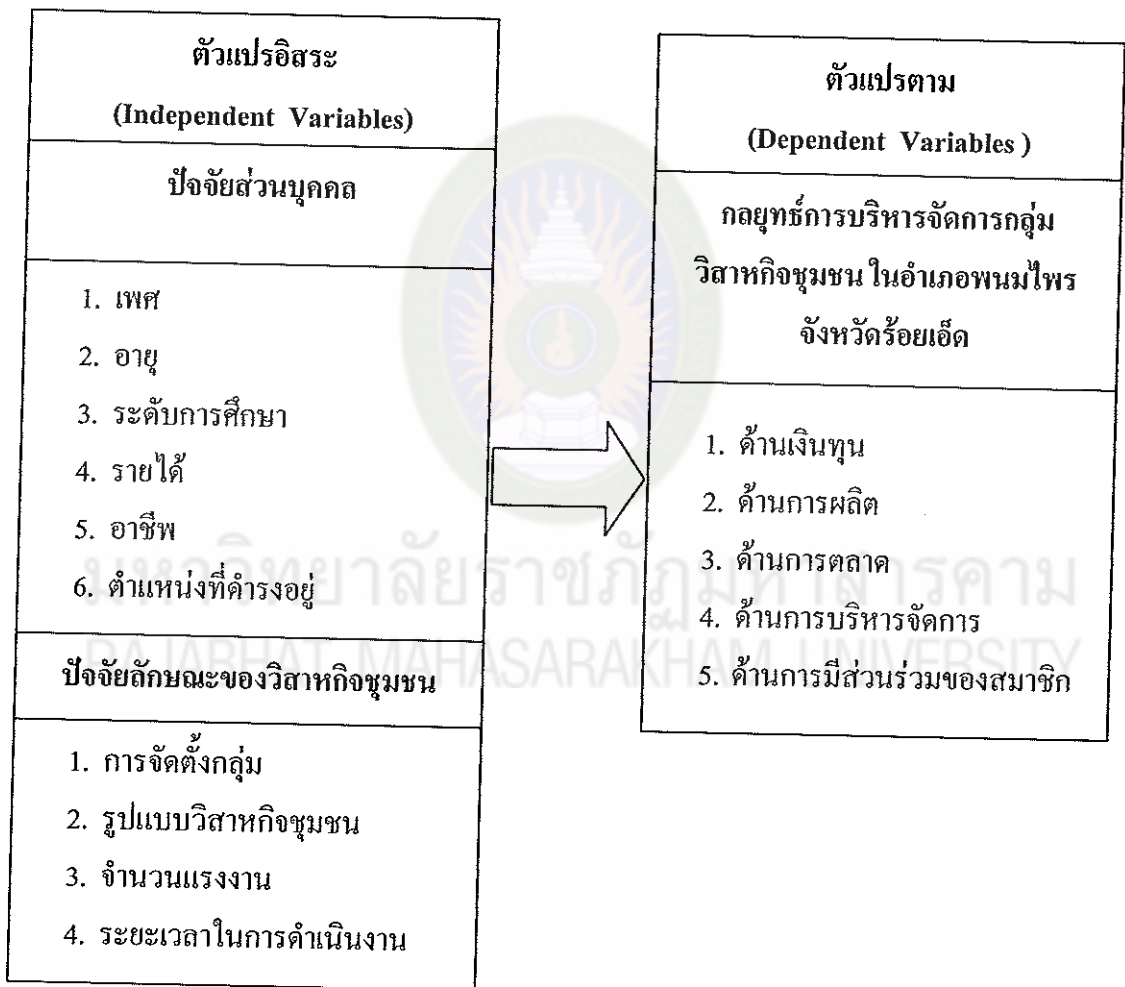 ตัวแปรอิสระ
(Independent Variables)
ปัจจัยส่วนบุคคล
1. เพศ
2. อายุ
3. ระดับการศึกษา
4. รายได้
5. อาชีพ
6. ตำแหน่งที่ดำรงอยู่
ปัจจัยลักษณะของวิสาหกิจชุมชน
1. การจัดตั้งกลุ่ม
2. รูปแบบวิสาหกิจชุมชน
3. จำนวนแรงงาน
4. ระยะเวลาในการดำเนินงาน
ตัวแปรตาม
(Dependent Variables )
กลยุทธ์การบริหารจัดการกลุ่ม
วิสาหกิจชุมชน ในอำเภอพนมไพร
จังหวัดร้อยเอ็ด
1. ด้านเงินทุน
2. ด้านการผลิต
3. ด้านการตลาด
4. ด้านการบริหารจัดการ
5. ด้านการมีส่วนร่วมของสมาชิก
มหาวิทยาลัยราชภัฏมหาสารคาม
RAJABHAT MAHASARAKHAM UNIVERSITY